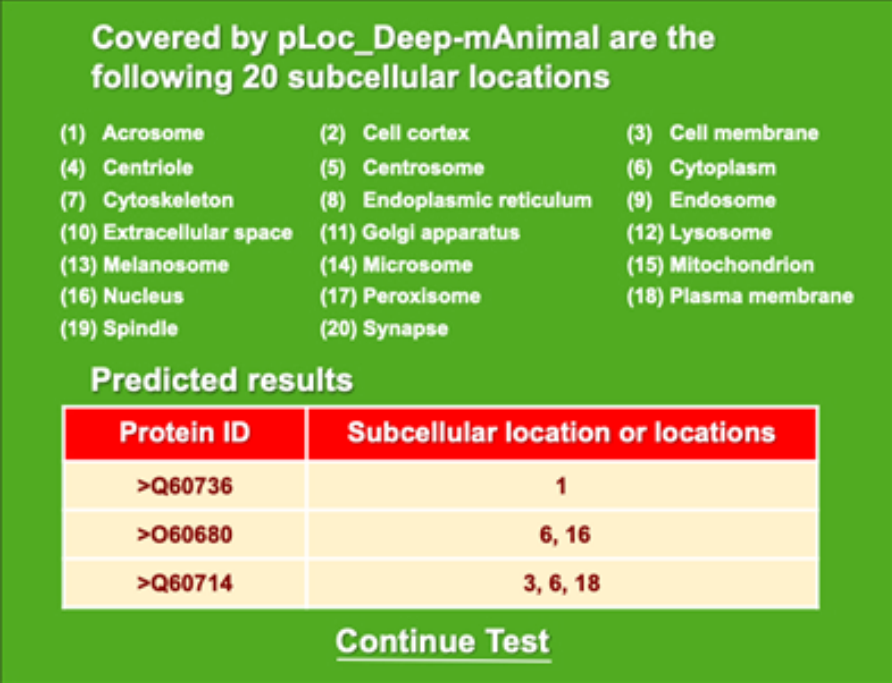 Covered by pLoc_Deep-mAnimal are the
following 20 subcellular locations
(1) Acrosome (2) Cell cortex (3) Cell membrane
(4) Centriole (5) Centrosome (6) Cytoplasm
(7) Cytoskeleton (8) Endoplasmic reticulum (9) Endosome
(10) Extracellular space (11) Golgi apparatus (12) Lysosome
(13) Melanosome (14) Microsome (15) Mitochondrion
(16) Nucleus (17) Peroxisome (18) Plasma membrane
(19) Spindle (20) Synapse
Predicted results
Protein ID Subcellular location or locations
>Q60736 1
>O60680 6, 16
>Q60714 3, 6, 18
Continue Test